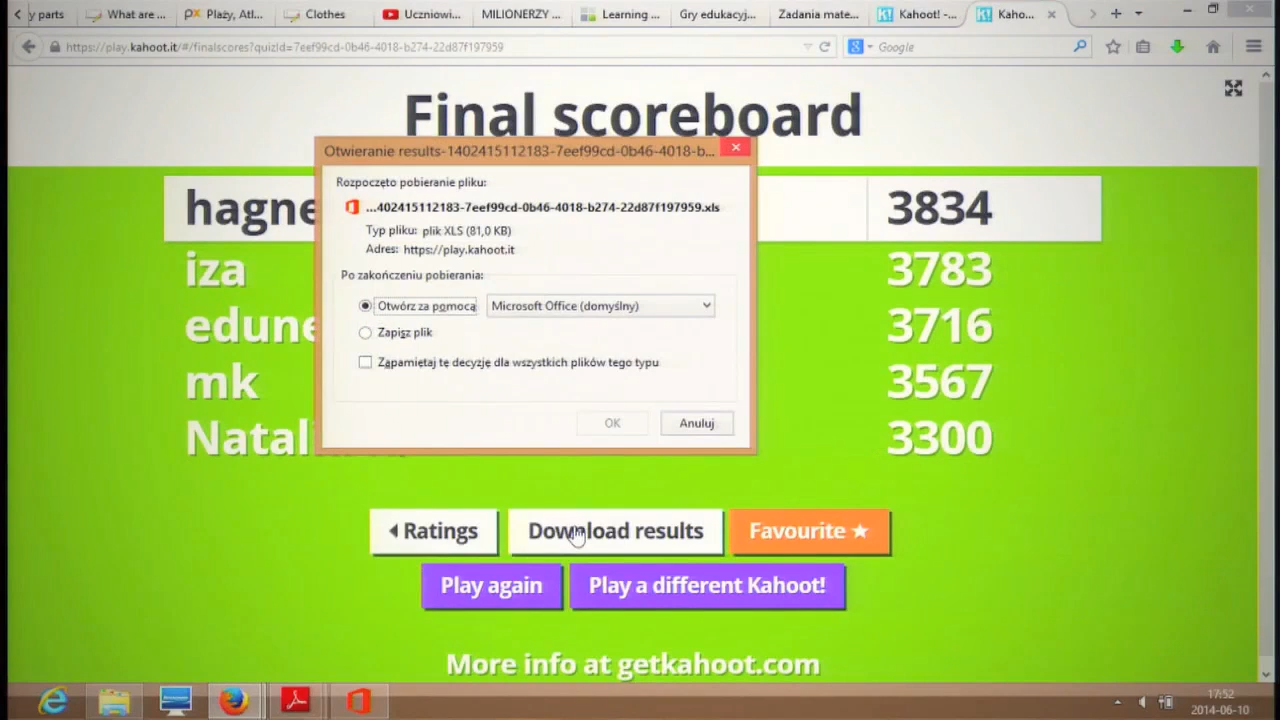 y parts
What are ...
Plaży, Atl...
Clothes
Uczniowi...
MILIONERZY ...
Learning ...
Gry edukacyj...
Zadania mate...
Kahoot! -...
Kaho...
https://play.kahoot.it/#/finalscores?quizId=7eef99cd-0b46-4018-b274-22d87f197959
Google
Final scoreboard
Otwieranie results-1402415112183-7eef99cd-0b46-4018-b...
Rozpoczęto pobieranie pliku:
...402415112183-7eef99cd-0b46-4018-b274-22d87f197959.xls
Typ pliku: plik XLS (81,0 KB)
Adres: https://play.kahoot.it
Po zakończeniu pobierania:
Otwórz za pomocą
Microsoft Office (domyślny)
Zapisz plik
Zapamiętaj tę decyzję dla wszystkich plików tego typu
OK
Anuluj
hagne
3834
iza
3783
edune
3716
mk
3567
Natal
3300
Ratings
Download results
Favourite ★
Play again
Play a different Kahoot!
More info at getkahoot.com
17:52
2014-06-10